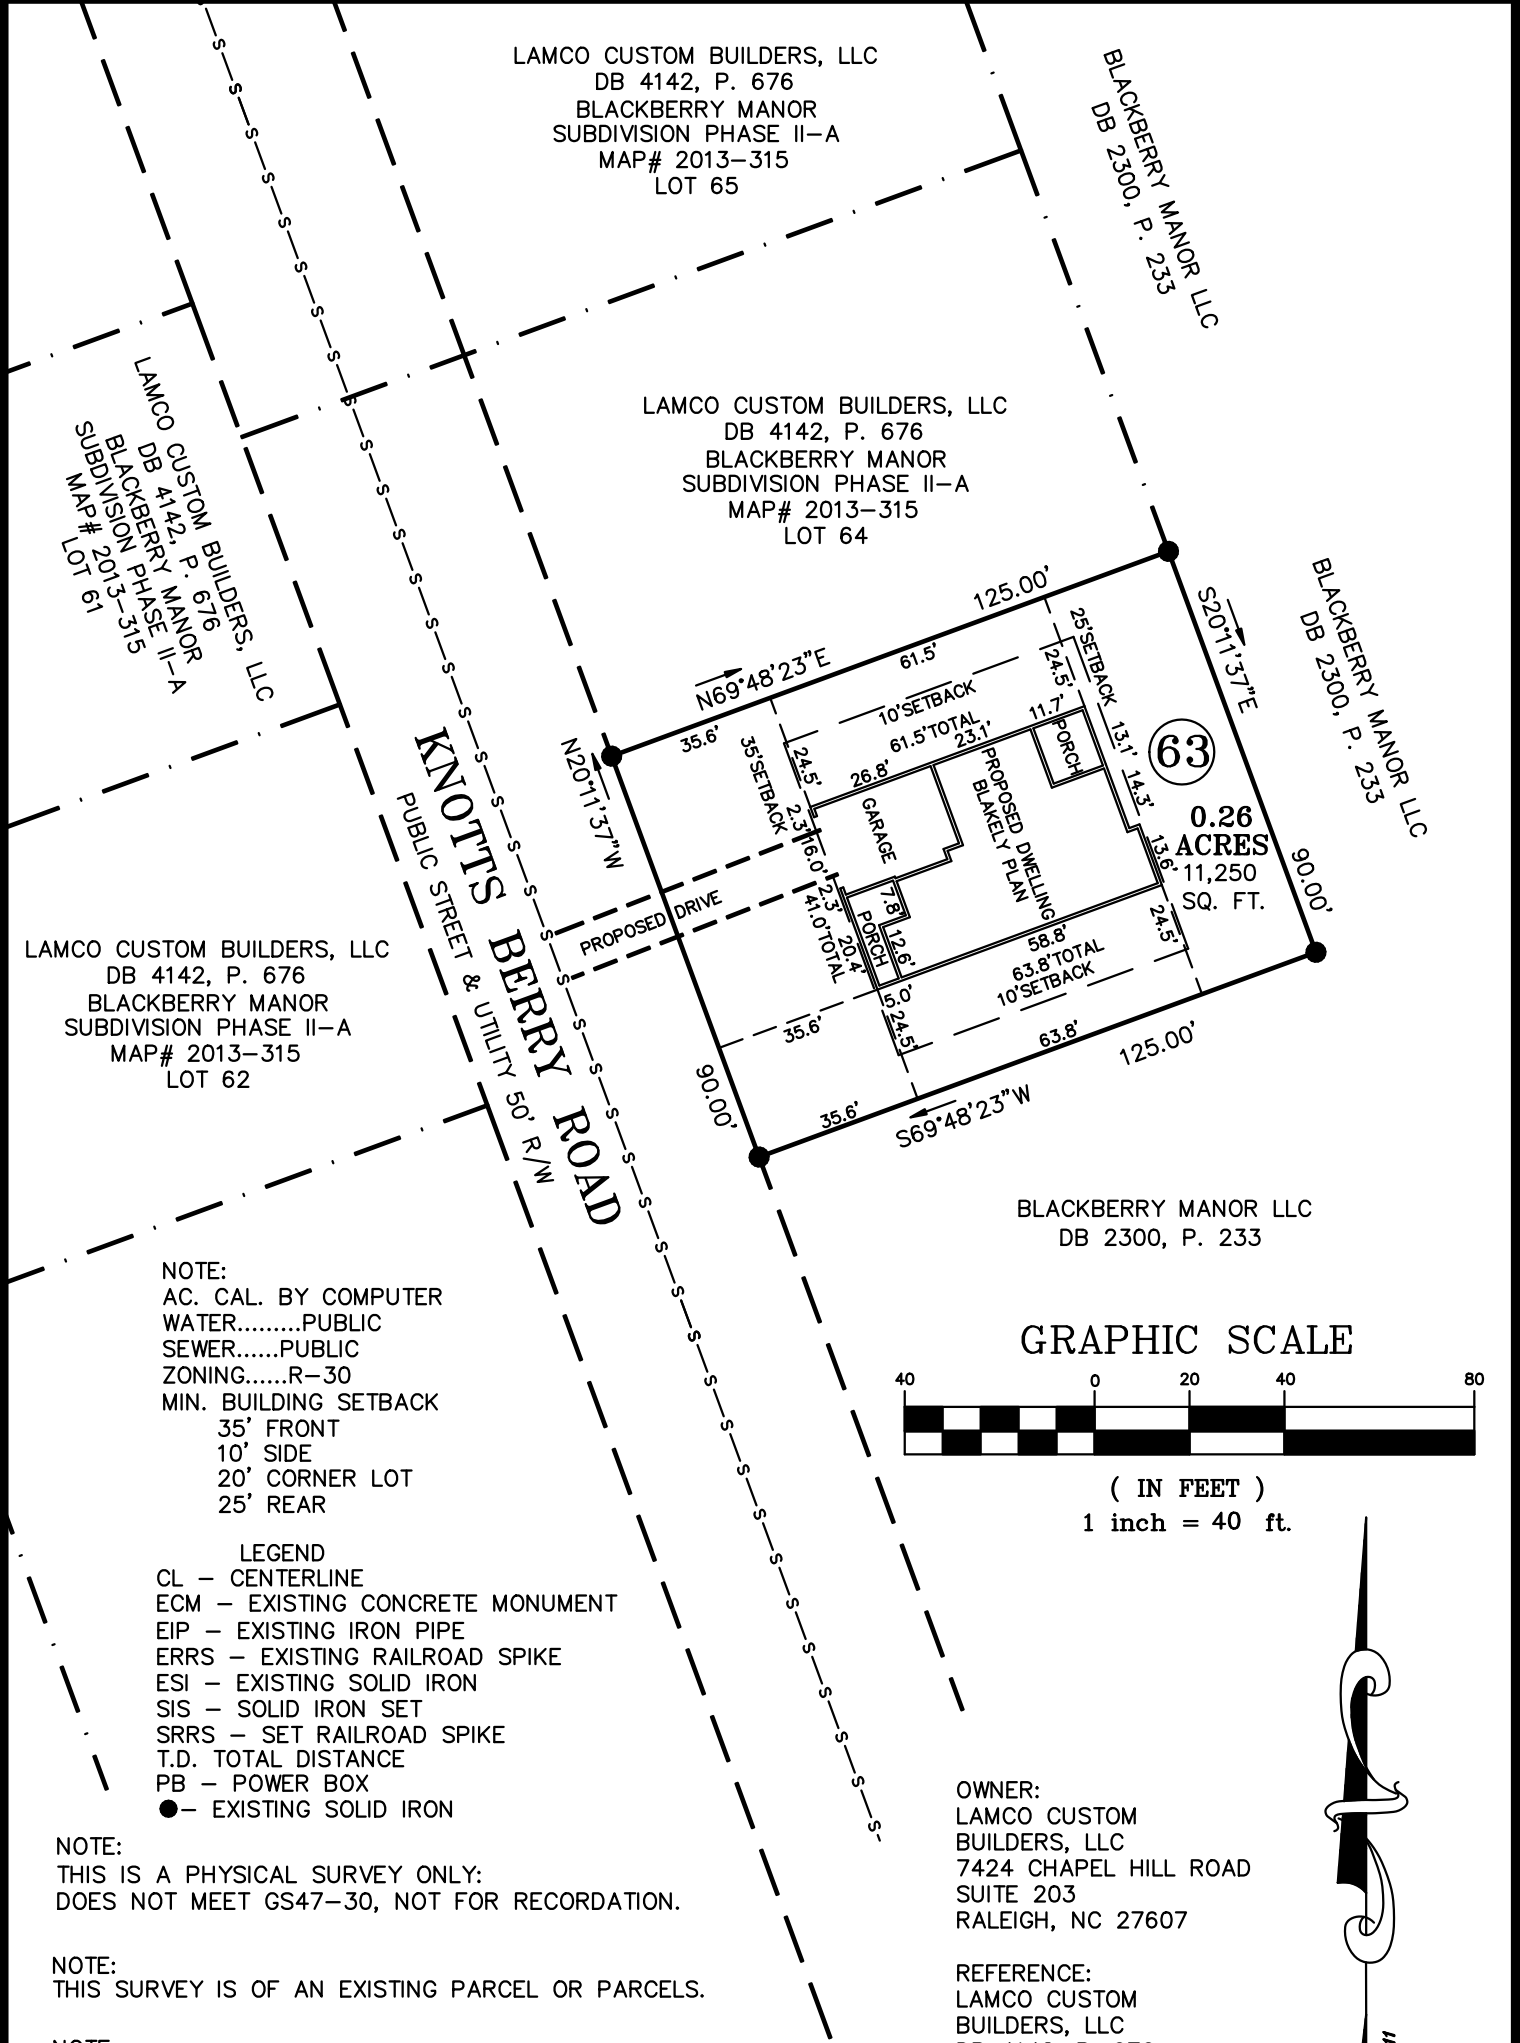 LAMCO CUSTOM BUILDERS, LLC
DB 4142, P. 676
BLACKBERRY MANOR
SUBDIVISION PHASE II-A
MAP# 2013-315
LOT 65
BLACKBERRY MANOR LLC
DB 2300, P. 233
LAMCO CUSTOM BUILDERS, LLC
DB 4142, P. 676
BLACKBERRY MANOR
SUBDIVISION PHASE II-A
MAP# 2013-315
LOT 61
LAMCO CUSTOM BUILDERS, LLC
DB 4142, P. 676
BLACKBERRY MANOR
SUBDIVISION PHASE II-A
MAP# 2013-315
LOT 64
BLACKBERRY MANOR LLC
DB 2300, P. 233
N69°48'23"E
125.00'
S20°11'37"E
90.00'
N20°11'37"W
90.00'
S69°48'23"W
125.00'
35.6'
61.5'
25'SETBACK
24.5'
10'SETBACK
61.5'TOTAL
11.7'
23.1'
26.8'
35'SETBACK
24.5'
2.3'
16.0'
2.3'
41.0'TOTAL
20.4'
GARAGE
PORCH
PROPOSED DWELLING
BLAKELY PLAN
13.1'
14.3'
13.6'
24.5'
63
0.26
ACRES
11,250
SQ. FT.
7.8'
12.6'
PORCH
58.8'
63.8'TOTAL
10'SETBACK
5.0'
24.5'
35.6'
63.8'
35.6'
PROPOSED DRIVE
KNOTTS BERRY ROAD
PUBLIC STREET & UTILITY 50' R/W
LAMCO CUSTOM BUILDERS, LLC
DB 4142, P. 676
BLACKBERRY MANOR
SUBDIVISION PHASE II-A
MAP# 2013-315
LOT 62
BLACKBERRY MANOR LLC
DB 2300, P. 233
NOTE:
AC. CAL. BY COMPUTER
WATER.........PUBLIC
SEWER......PUBLIC
ZONING......R-30
MIN. BUILDING SETBACK
35' FRONT
10' SIDE
20' CORNER LOT
25' REAR
GRAPHIC SCALE
40 0 20 40 80
( IN FEET )
1 inch = 40 ft.
LEGEND
CL - CENTERLINE
ECM - EXISTING CONCRETE MONUMENT
EIP - EXISTING IRON PIPE
ERRS - EXISTING RAILROAD SPIKE
ESI - EXISTING SOLID IRON
SIS - SOLID IRON SET
SRRS - SET RAILROAD SPIKE
T.D. TOTAL DISTANCE
PB - POWER BOX
●- EXISTING SOLID IRON
NOTE:
THIS IS A PHYSICAL SURVEY ONLY:
DOES NOT MEET GS47-30, NOT FOR RECORDATION.
NOTE:
THIS SURVEY IS OF AN EXISTING PARCEL OR PARCELS.
OWNER:
LAMCO CUSTOM
BUILDERS, LLC
7424 CHAPEL HILL ROAD
SUITE 203
RALEIGH, NC 27607
REFERENCE:
LAMCO CUSTOM
BUILDERS, LLC